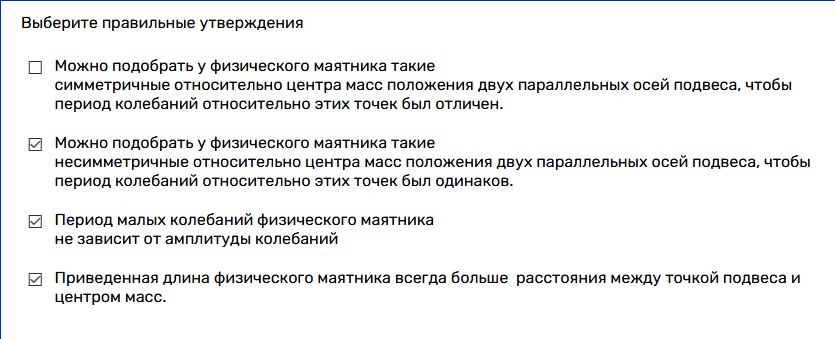 Выберите правильные утверждения
Можно подобрать у физического маятника такие
симметричные относительно центра масс положения двух параллельных осей подвеса, чтобы
период колебаний относительно этих точек был отличен.
Можно подобрать у физического маятника такие
несимметричные относительно центра масс положения двух параллельных осей подвеса, чтобы
период колебаний относительно этих точек был одинаков.
Период малых колебаний физического маятника
не зависит от амплитуды колебаний
Приведенная длина физического маятника всегда больше расстояния между точкой подвеса и
центром масс.